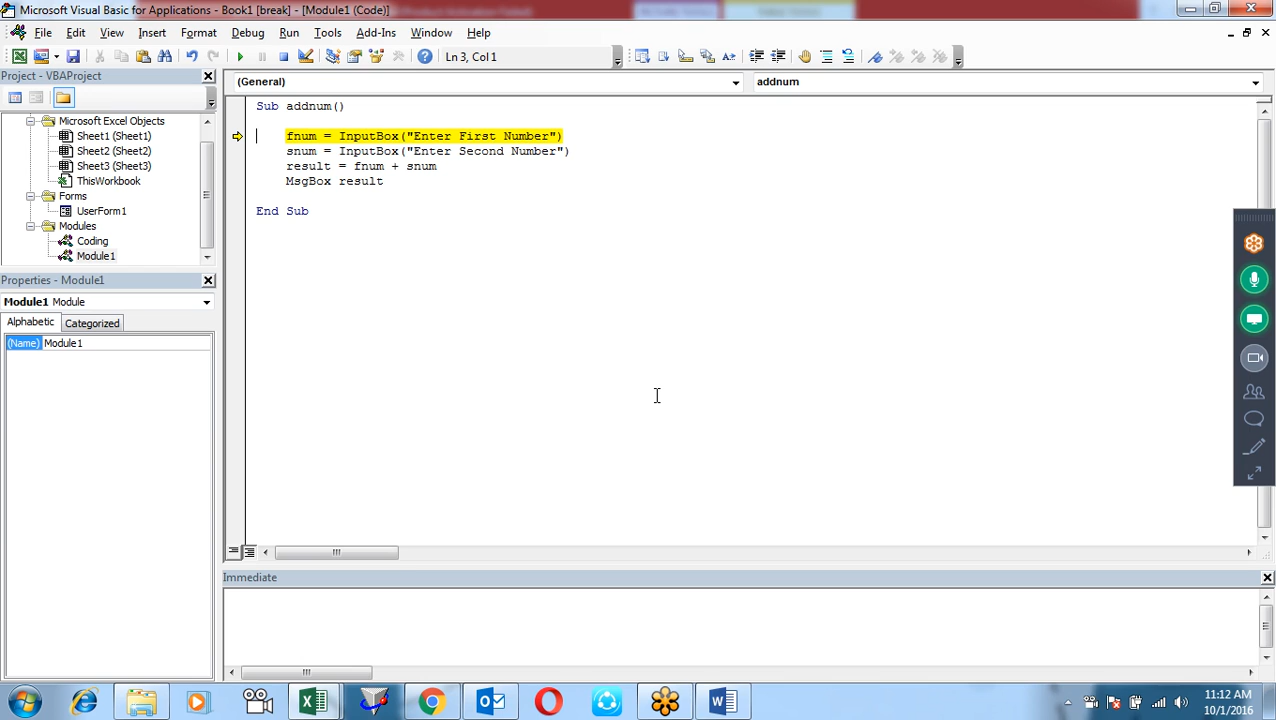 Microsoft Visual Basic for Applications - Book1 [break] - [Module1 (Code)]
File Edit View Insert Format Debug Run Tools Add-Ins Window Help
Ln 3, Col 1
Project - VBAProject
(General)
addnum
Microsoft Excel Objects
Sheet1 (Sheet1)
Sheet2 (Sheet2)
Sheet3 (Sheet3)
ThisWorkbook
Forms
UserForm1
Modules
Coding
Module1
Sub addnum()
fnum = InputBox("Enter First Number")
snum = InputBox("Enter Second Number")
result = fnum + snum
MsgBox result
End Sub
Properties - Module1
Module1 Module
Alphabetic Categorized
(Name) Module1
Immediate
11:12 AM
10/1/2016